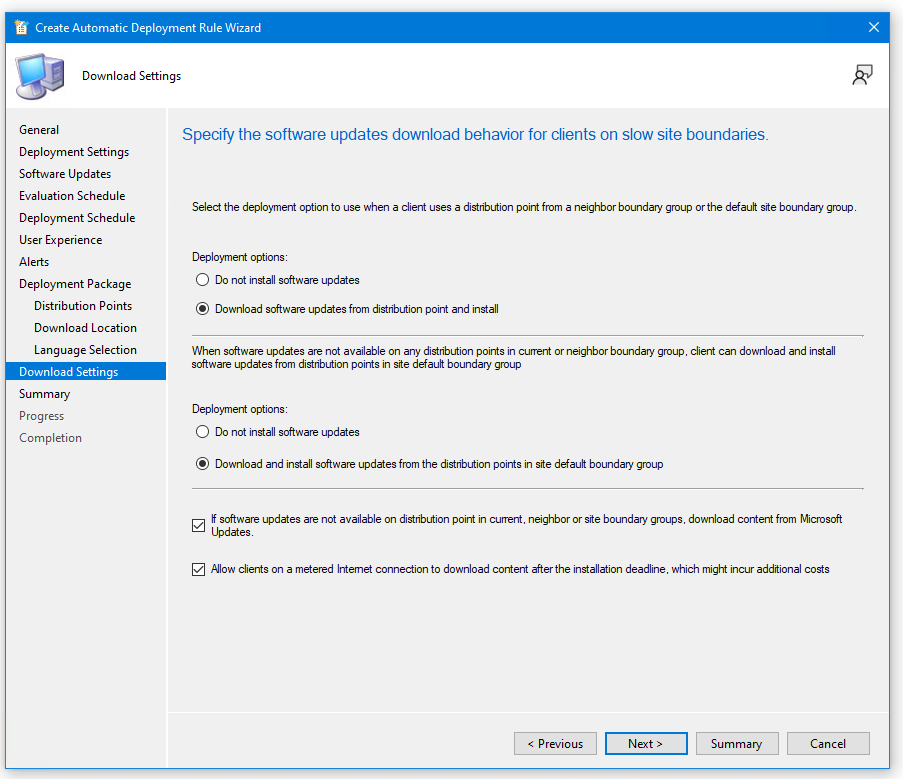 Create Automatic Deployment Rule Wizard
Download Settings
General
Deployment Settings
Software Updates
Evaluation Schedule
Deployment Schedule
User Experience
Alerts
Deployment Package
Distribution Points
Download Location
Language Selection
Download Settings
Summary
Progress
Completion
Specify the software updates download behavior for clients on slow site boundaries.
Select the deployment option to use when a client uses a distribution point from a neighbor boundary group or the default site boundary group.
Deployment options:
Do not install software updates
Download software updates from distribution point and install
When software updates are not available on any distribution points in current or neighbor boundary group, client can download and install
software updates from distribution points in site default boundary group
Deployment options:
Do not install software updates
Download and install software updates from the distribution points in site default boundary group
If software updates are not available on distribution point in current, neighbor or site boundary groups, download content from Microsoft
Updates.
Allow clients on a metered Internet connection to download content after the installation deadline, which might incur additional costs
< Previous
Next >
Summary
Cancel